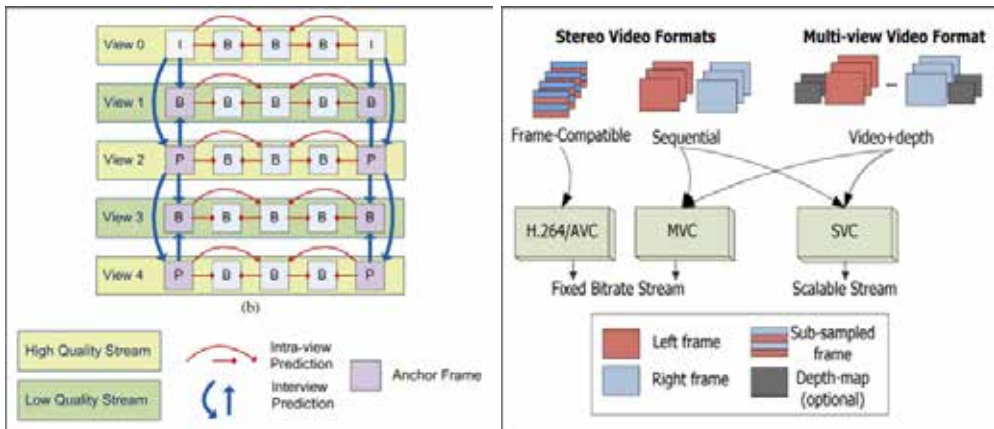 View 0 I B B B I
View 1 B B B B B
View 2 P B B B P
View 3 B B B B B
View 4 P B B B P
(b)
High Quality Stream
Low Quality Stream
Intra-view
Prediction
Interview
Prediction
Anchor Frame
Stereo Video Formats
Multi-view Video Format
Frame-Compatible
Sequential
Video+depth
H.264/AVC
MVC
SVC
Fixed Bitrate Stream
Scalable Stream
Left frame
Right frame
Sub-sampled
frame
Depth-map
(optional)